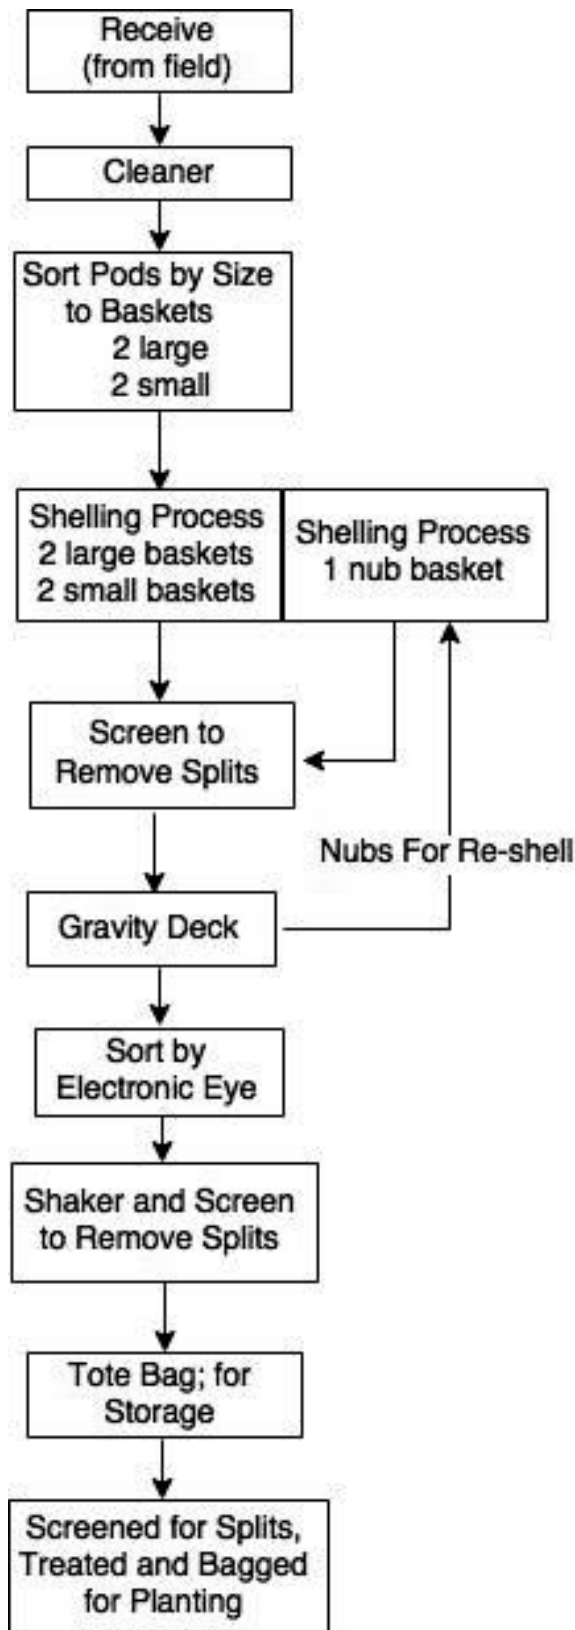 Receive
(from field)
Cleaner
Sort Pods by Size
to Baskets
2 large
2 small
Shelling Process
2 large baskets
2 small baskets
Shelling Process
1 nub basket
Screen to
Remove Splits
Nubs For Re-shell
Gravity Deck
Sort by
Electronic Eye
Shaker and Screen
to Remove Splits
Tote Bag; for
Storage
Screened for Splits,
Treated and Bagged
for Planting